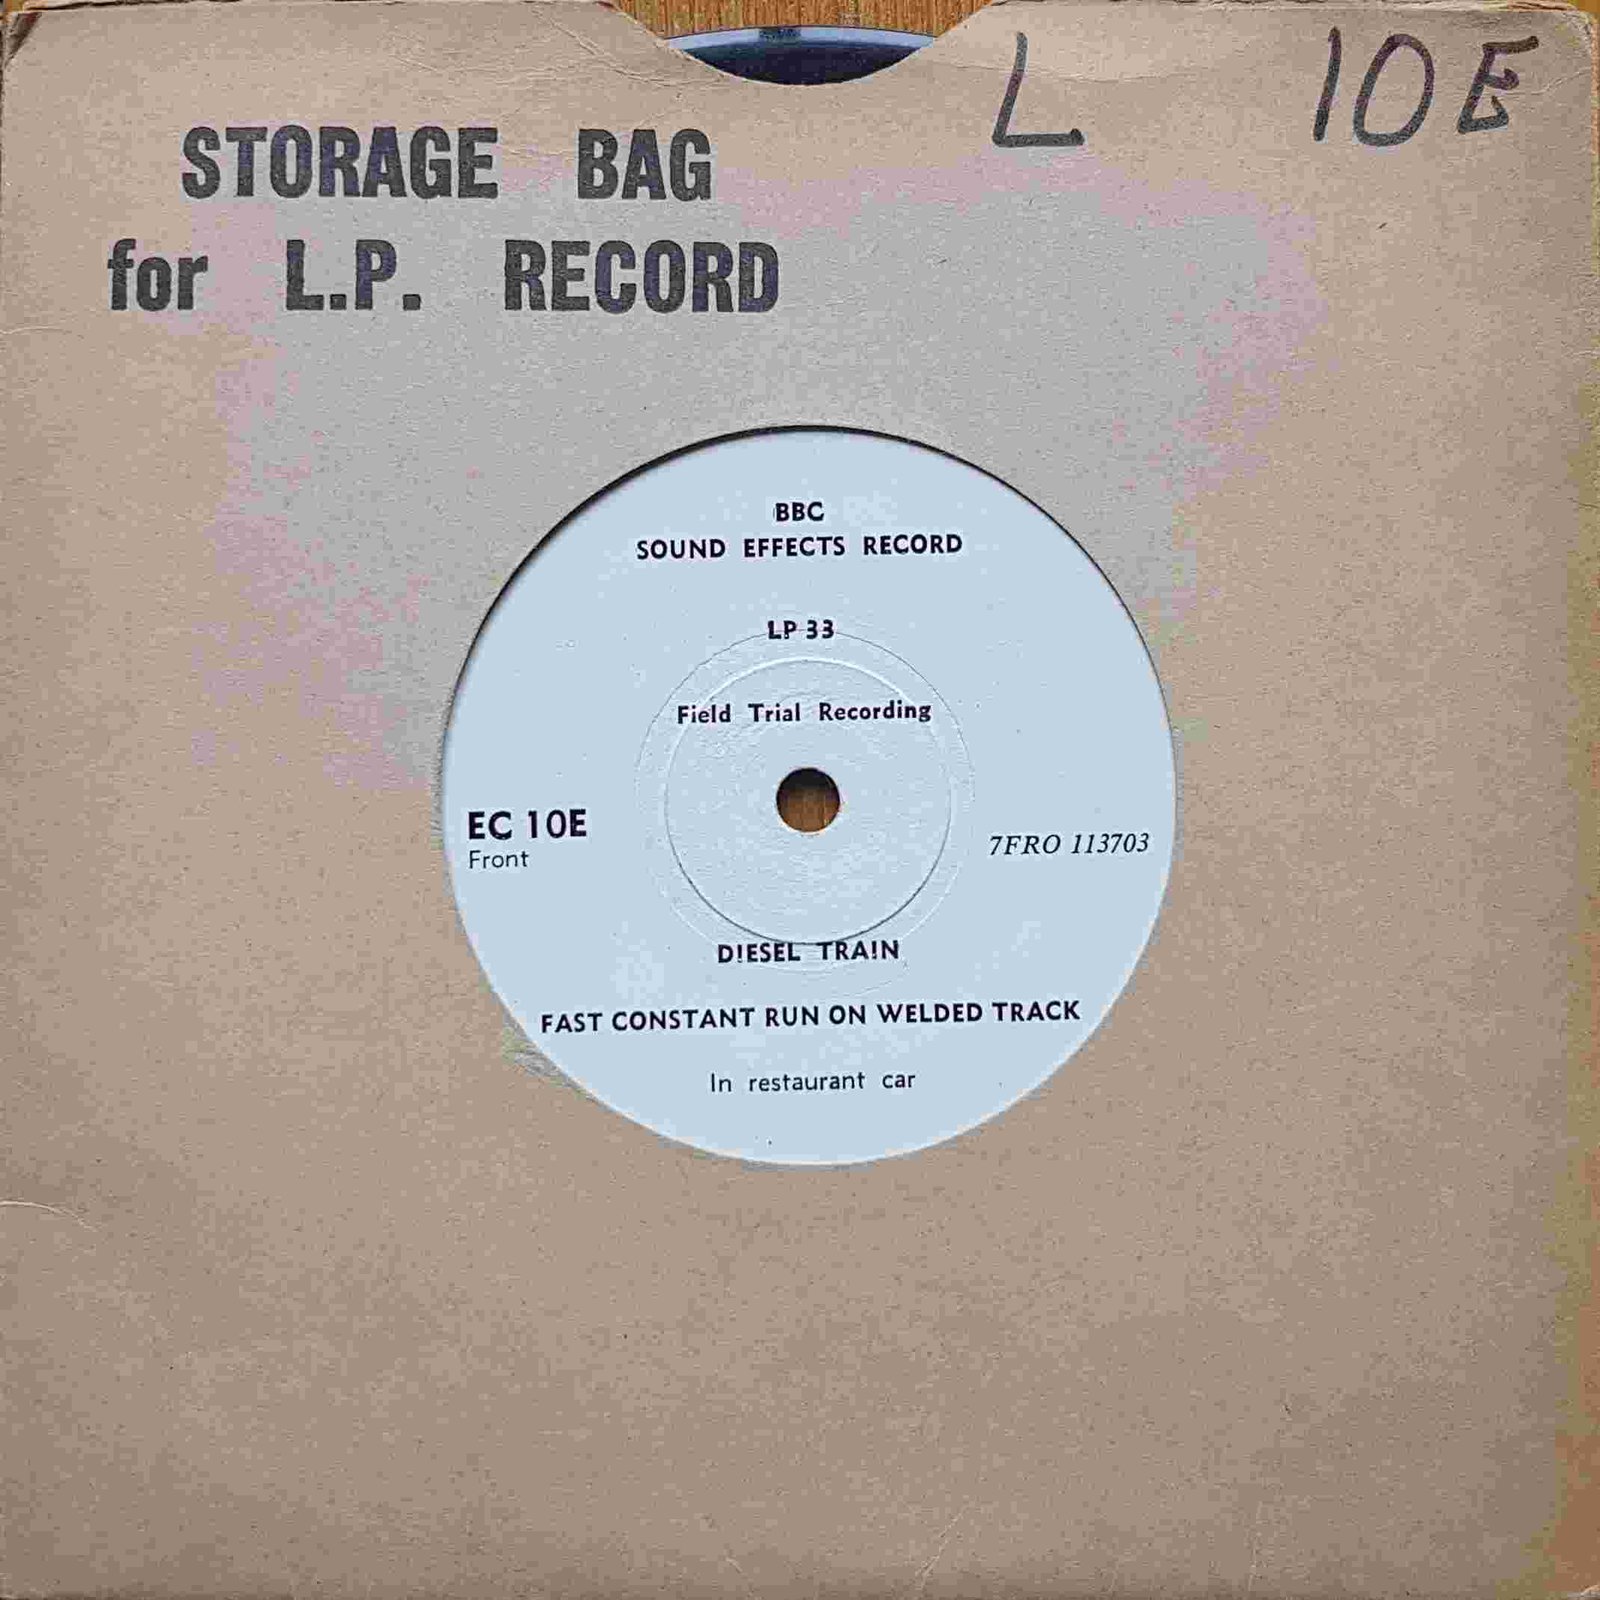 L 10E
STORAGE BAG
for L.P. RECORD
BBC
SOUND EFFECTS RECORD
LP 33
Field Trial Recording
EC 10E
Front
7FRO 113703
DIESEL TRAIN
FAST CONSTANT RUN ON WELDED TRACK
In restaurant car